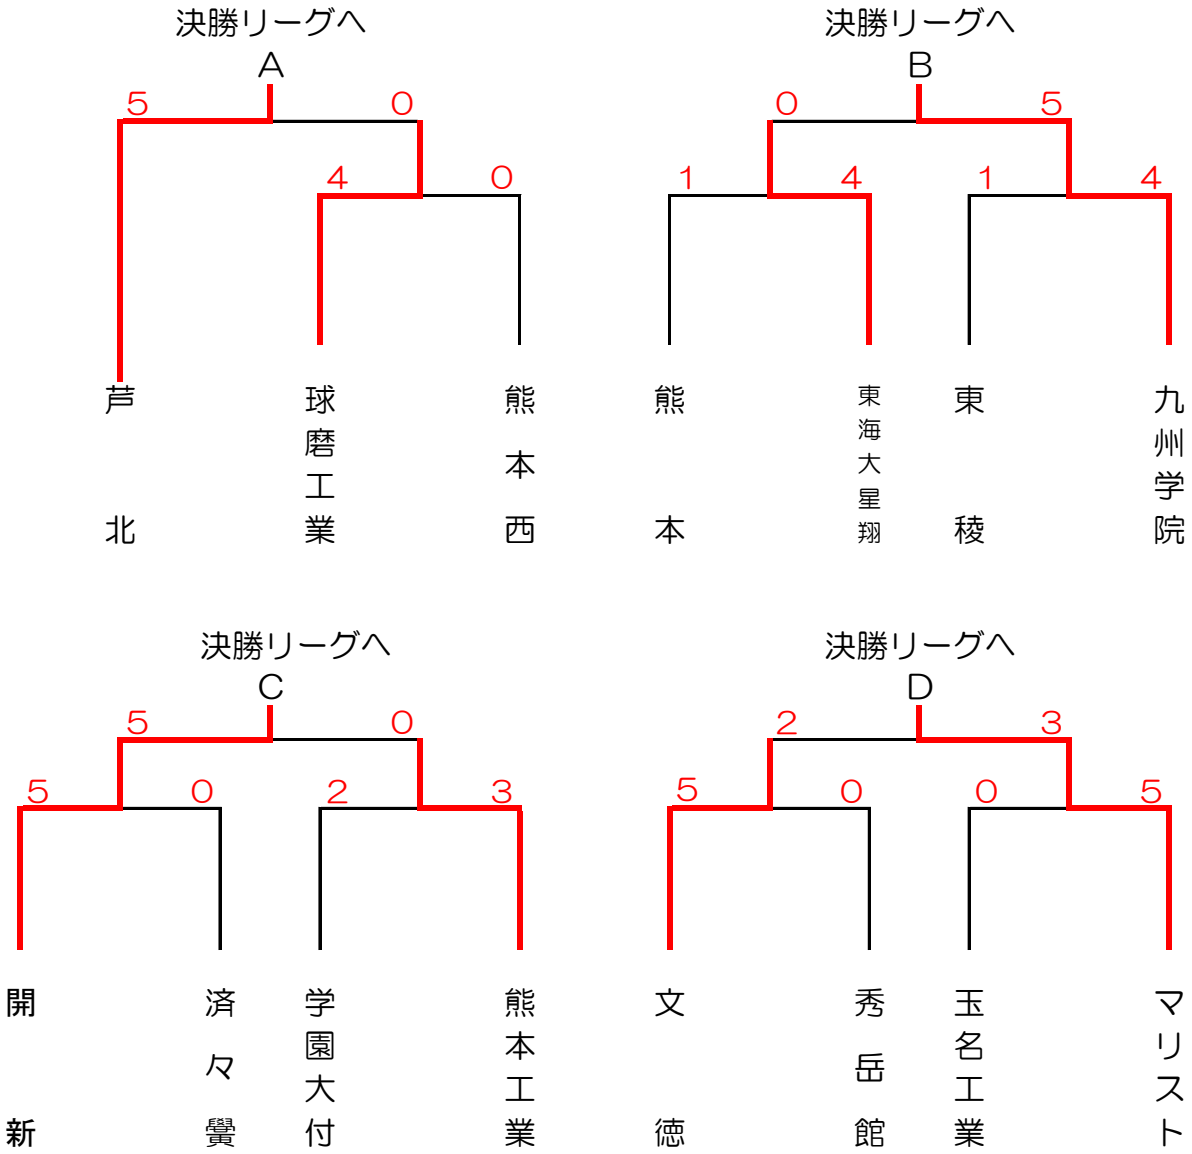 決勝リーグへ
A
5 0
4 0
芦北
球磨工業
熊本西
決勝リーグへ
B
0 5
1 4 1 4
熊本
東海大星翔
東稜
九州学院
決勝リーグへ
C
5 0
5 0 2 3
開新
済々黌
学園大付
熊本工業
決勝リーグへ
D
2 3
5 0 0 5
文徳
秀岳館
玉名工業
マリスト